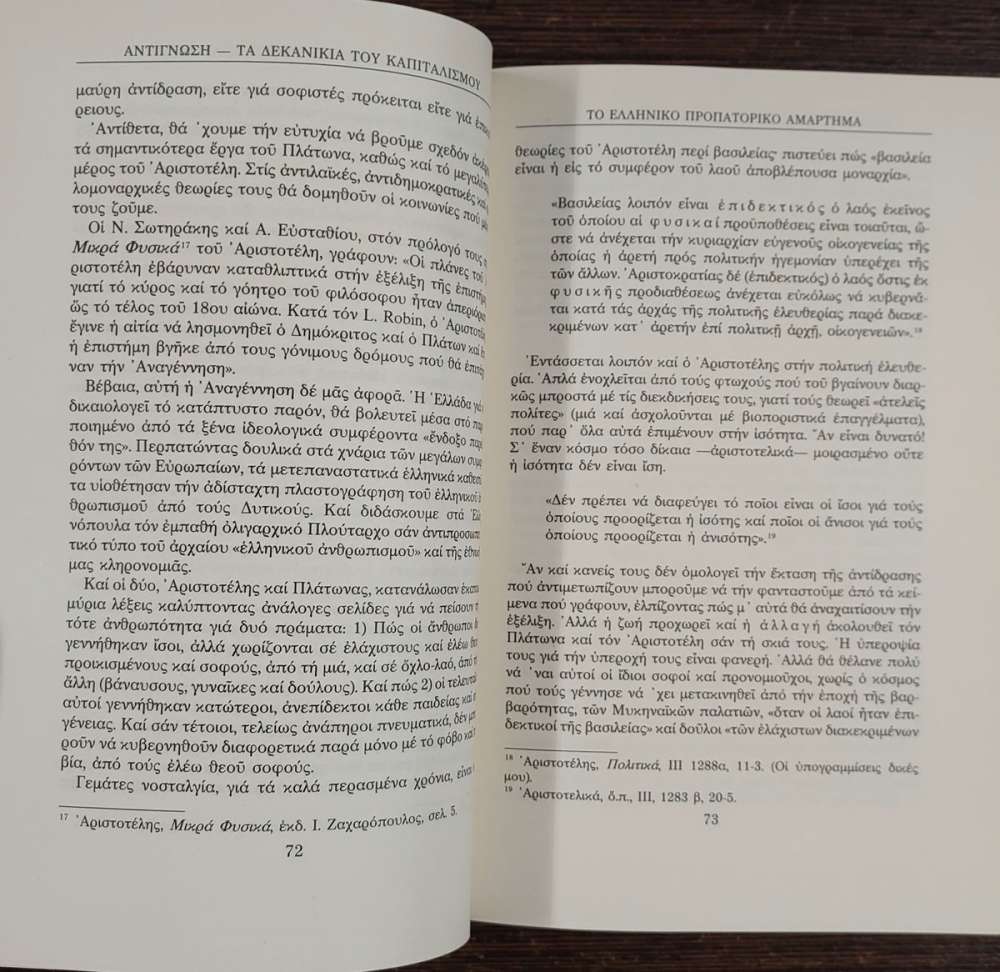 ΑΝΤΙΓΝΩΣΗ — ΤΑ ΔΕΚΑΝΙΚΙΑ ΤΟΥ ΚΑΠΙΤΑΛΙΣΜΟΥ
μαύρη ἀντίδραση, εἴτε γιά σοφιστές πρόκειται εἴτε γιά
ρειους.
Ἀντίθετα, θά ᾿χουμε τήν εὐτυχία νά βροῦμε σχεδόν
τά σημαντικότερα ἔργα τοῦ Πλάτωνα, καθώς καί τό
μέρος τοῦ Ἀριστοτέλη. Στίς ἀντιλαϊκές, ἀντιδημοκρατικές
λομοναρχικές θεωρίες τους θά δομηθοῦν οἱ κοινωνίες πού
τους ζοῦμε.
Οἱ Ν. Σωτηράκης καί Α. Εὐσταθίου, στόν πρόλογό τους
Μικρά Φυσικά¹⁷ τοῦ Ἀριστοτέλη, γράφουν: «Οἱ πλάνες τοῦ
ριστοτέλη ἐβάρυναν καταθλιπτικά στήν ἐξέλιξη τῆς
γιατί τό κύρος καί τό γόητρο τοῦ φιλόσοφου ἦταν
ὥς τό τέλος τοῦ 18ου αἰώνα. Κατά τόν L. Robin, ὁ
ἔγινε ἡ αἰτία νά λησμονηθεῖ ὁ Δημόκριτος καί ὁ Πλάτων καί
ἡ ἐπιστήμη βγῆκε ἀπό τους γόνιμους δρόμους πού θά
ναν τήν Ἀναγέννηση».
Βέβαια, αὐτή ἡ Ἀναγέννηση δέ μᾶς ἀφορᾶ. Ἡ Ἑλλάδα
δικαιολογεῖ τό κατάπτυστο παρόν, θά βολευτεῖ μέσα στό
ποιημένο ἀπό τά ξένα ἰδεολογικά συμφέροντα «ἔνδοξο
θόν της». Περπατώντας δουλικά στά χνάρια τῶν μεγάλων
ρόντων τῶν Εὐρωπαίων, τά μετεπαναστατικά ἑλληνικά
τα υἱοθέτησαν τήν ἀδίσταχτη πλαστογράφηση τοῦ ἑλληνικοῦ
θρωπισμοῦ ἀπό τούς Δυτικούς. Καί διδάσκουμε στά
νόπουλα τόν ἐμπαθή ὀλιγαρχικό Πλούταρχο σάν
τικό τύπο τοῦ ἀρχαίου «ἑλληνικοῦ ἀνθρωπισμοῦ» καί τῆς
μας κληρονομιᾶς.
Καί οἱ δύο, Ἀριστοτέλης καί Πλάτωνας, κατανάλωσαν
μύρια λέξεις καλύπτοντας ἀνάλογες σελίδες γιά νά πείσουν
τότε ἀνθρωπότητα γιά δυό πράματα: 1) Πώς οἱ ἄνθρωποι
γεννήθηκαν ἴσοι, ἀλλά χωρίζονται σέ ἐλάχιστους καί ἐλέω
προικισμένους καί σοφούς, ἀπό τή μιά, καί σέ ὄχλο-λαό, ἀπό
ἄλλη (βάναυσους, γυναῖκες καί δούλους). Καί πώς 2) οἱ
αὐτοί γεννήθηκαν κατώτεροι, ἀνεπίδεκτοι κάθε παιδείας καί
γένειας. Καί σάν τέτοιοι, τελείως ἀνάπηροι πνευματικά, δέν
ροῦν νά κυβερνηθοῦν διαφορετικά παρά μόνο μέ τό φόβο καί
βία, ἀπό τούς ἐλέω θεοῦ σοφούς.
Γεμάτες νοσταλγία, γιά τά καλά περασμένα χρόνια,
¹⁷ Ἀριστοτέλης, Μικρά Φυσικά, ἐκδ. Ι. Ζαχαρόπουλος, σελ. 5.
72
ΤΟ ΕΛΛΗΝΙΚΟ ΠΡΟΠΑΤΟΡΙΚΟ ΑΜΑΡΤΗΜΑ
θεωρίες τοῦ Ἀριστοτέλη περί βασιλείας· πιστεύει πώς «βασιλεία
εἶναι ἡ εἰς τό συμφέρον τοῦ λαοῦ ἀποβλέπουσα μοναρχία».
«Βασιλείας λοιπόν εἶναι ἐπιδεκτικός ὁ λαός ἐκεῖνος
τοῦ ὁποίου αἱ φυσικαί προϋποθέσεις εἶναι τοιαῦται, ὥ-
στε νά ἀνέχεται τήν κυριαρχίαν εὐγενοῦς οἰκογενείας τῆς
ὁποίας ἡ ἀρετή πρός πολιτικήν ἡγεμονίαν ὑπερέχει τῆς
τῶν ἄλλων. Ἀριστοκρατίας δέ (ἐπιδεκτικός) ὁ λαός ὅστις ἐκ
φυσικῆς προδιαθέσεως ἀνέχεται εὐκόλως νά κυβερνᾶ-
ται κατά τάς ἀρχάς τῆς πολιτικῆς ἐλευθερίας παρά διακε-
κριμένων κατ᾿ ἀρετήν ἐπί πολιτικῇ ἀρχῇ, οἰκογενειῶν».¹⁸
Ἐντάσσεται λοιπόν καί ὁ Ἀριστοτέλης στήν πολιτική ἐλευθε-
ρία. Ἁπλά ἐνοχλεῖται ἀπό τούς φτωχούς πού τοῦ βγαίνουν διαρ-
κῶς μπροστά μέ τίς διεκδικήσεις τους, γιατί τούς θεωρεῖ «ἀτελεῖς
πολίτες» (μιά καί ἀσχολοῦνται μέ βιοποριστικά ἐπαγγέλματα),
πού παρ᾿ ὅλα αὐτά ἐπιμένουν στήν ἰσότητα. Ἄν εἶναι δυνατό!
Σ᾿ ἕναν κόσμο τόσο δίκαια —ἀριστοτελικά— μοιρασμένο οὔτε
ἡ ἰσότητα δέν εἶναι ἴση.
«Δέν πρέπει νά διαφεύγει τό ποῖοι εἶναι οἱ ἴσοι γιά τούς
ὁποίους προορίζεται ἡ ἰσότης καί ποῖοι οἱ ἄνισοι γιά τούς
ὁποίους προορίζεται ἡ ἀνισότης».¹⁹
Ἄν καί κανείς τους δέν ὁμολογεῖ τήν ἔκταση τῆς ἀντίδρασης
πού ἀντιμετωπίζουν μποροῦμε νά τήν φανταστοῦμε ἀπό τά κεί-
μενα πού γράφουν, ἐλπίζοντας πώς μ᾿ αὐτά θά ἀναχαιτίσουν τήν
ἐξέλιξη. Ἀλλά ἡ ζωή προχωρεῖ καί ἡ ἀλλαγή ἀκολουθεῖ τόν
Πλάτωνα καί τόν Ἀριστοτέλη σάν τή σκιά τους. Ἡ ὑπεροψία
τους γιά τήν ὑπεροχή τους εἶναι φανερή. Ἀλλά θά θέλανε πολύ
νά ᾿ναι αὐτοί οἱ ἴδιοι σοφοί καί προνομιοῦχοι, χωρίς ὁ κόσμος
πού τούς γέννησε νά ᾿χει μετακινηθεῖ ἀπό τήν ἐποχή τῆς βαρ-
βαρότητας, τῶν Μυκηναϊκῶν παλατιῶν, «ὅταν οἱ λαοί ἦταν ἐπι-
δεκτικοί τῆς βασιλείας» καί δοῦλοι «τῶν ἐλάχιστων διακεκριμένων
¹⁸ Ἀριστοτέλης, Πολιτικά, ΙΙΙ 1288α, 11-3. (Οἱ ὑπογραμμίσεις δικές
μου).
¹⁹ Ἀριστοτελικά, ὅ.π., ΙΙΙ, 1283 β, 20-5.
73